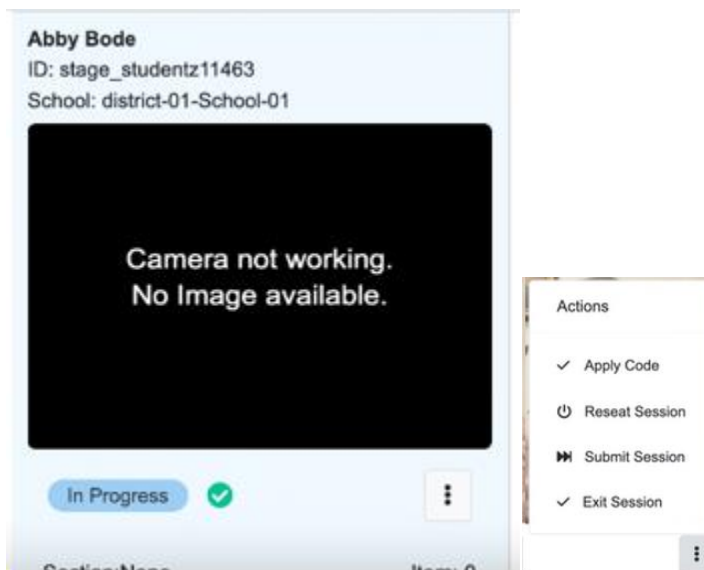 Abby Bode
ID: stage_studentz11463
School: district-01-School-01
Camera not working.
No Image available.
In Progress
Actions
Apply Code
Reseat Session
Submit Session
Exit Session